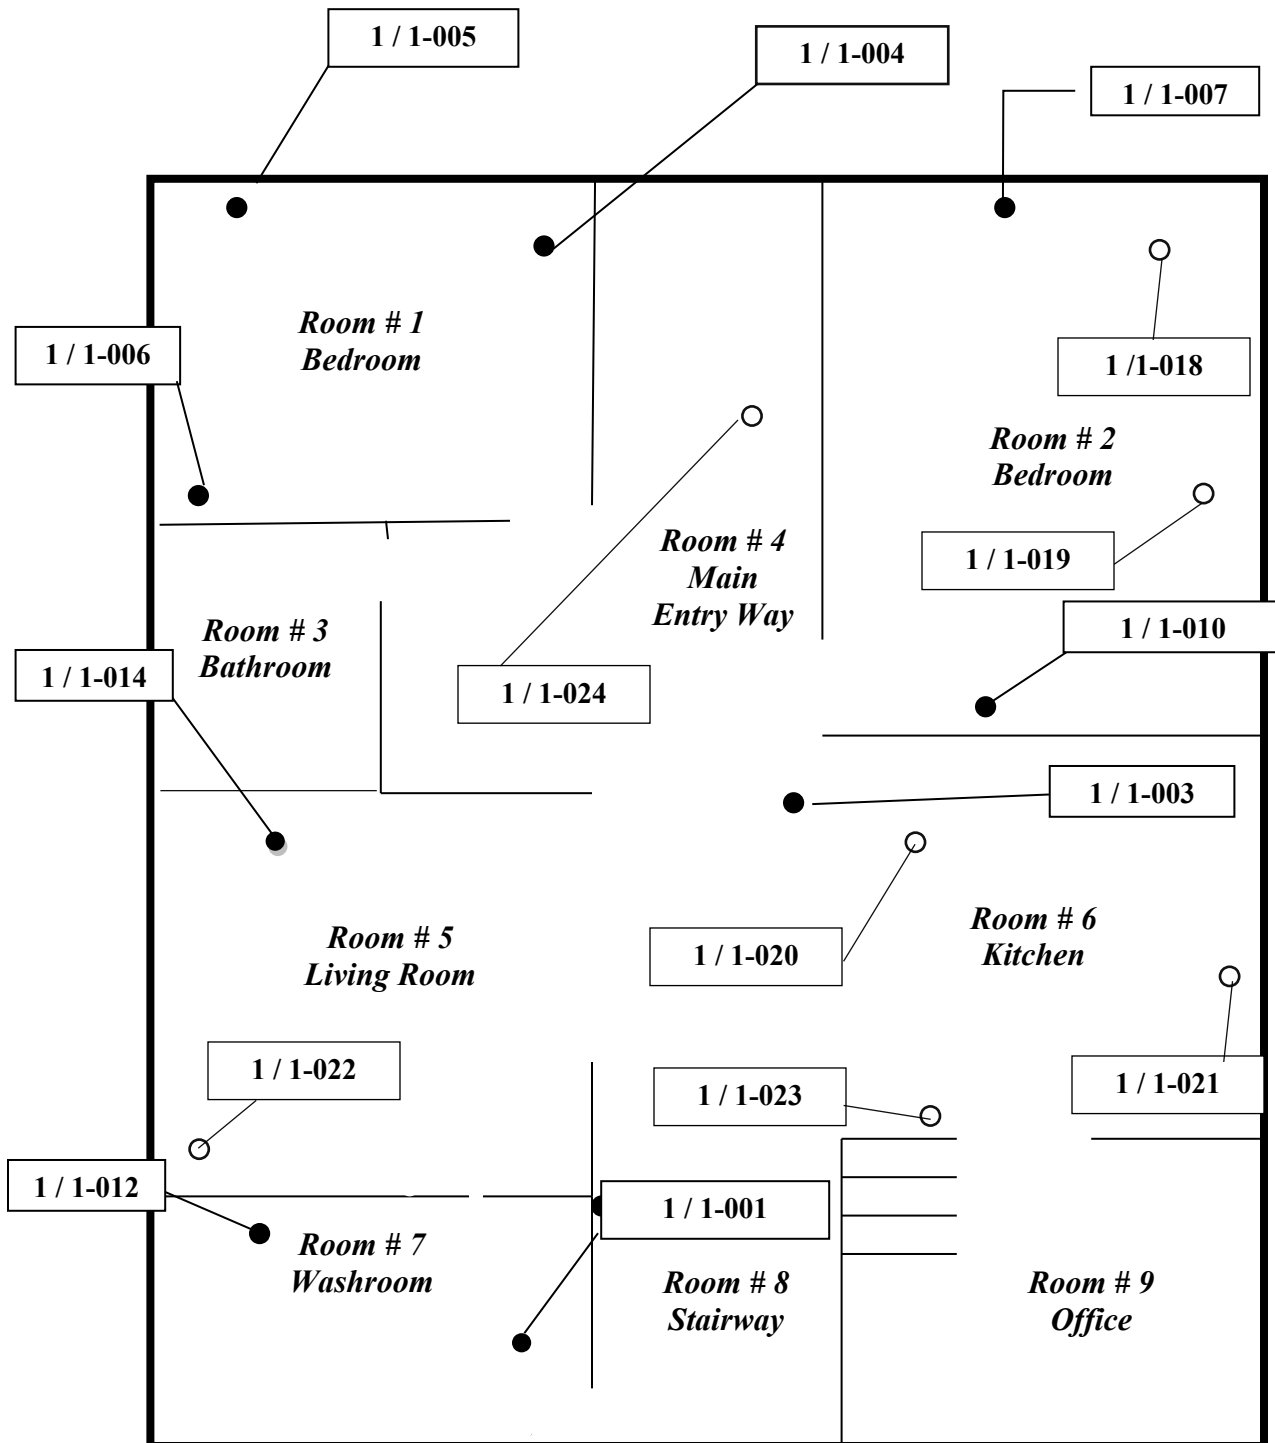 1 / 1-005
1 / 1-004
1 / 1-007
Room # 1
Bedroom
1 / 1-006
1 /1-018
Room # 2
Bedroom
Room # 4
Main
Entry Way
1 / 1-019
Room # 3
Bathroom
1 / 1-010
1 / 1-014
1 / 1-024
1 / 1-003
Room # 5
Living Room
1 / 1-020
Room # 6
Kitchen
1 / 1-022
1 / 1-023
1 / 1-021
1 / 1-012
1 / 1-001
Room # 7
Washroom
Room # 8
Stairway
Room # 9
Office